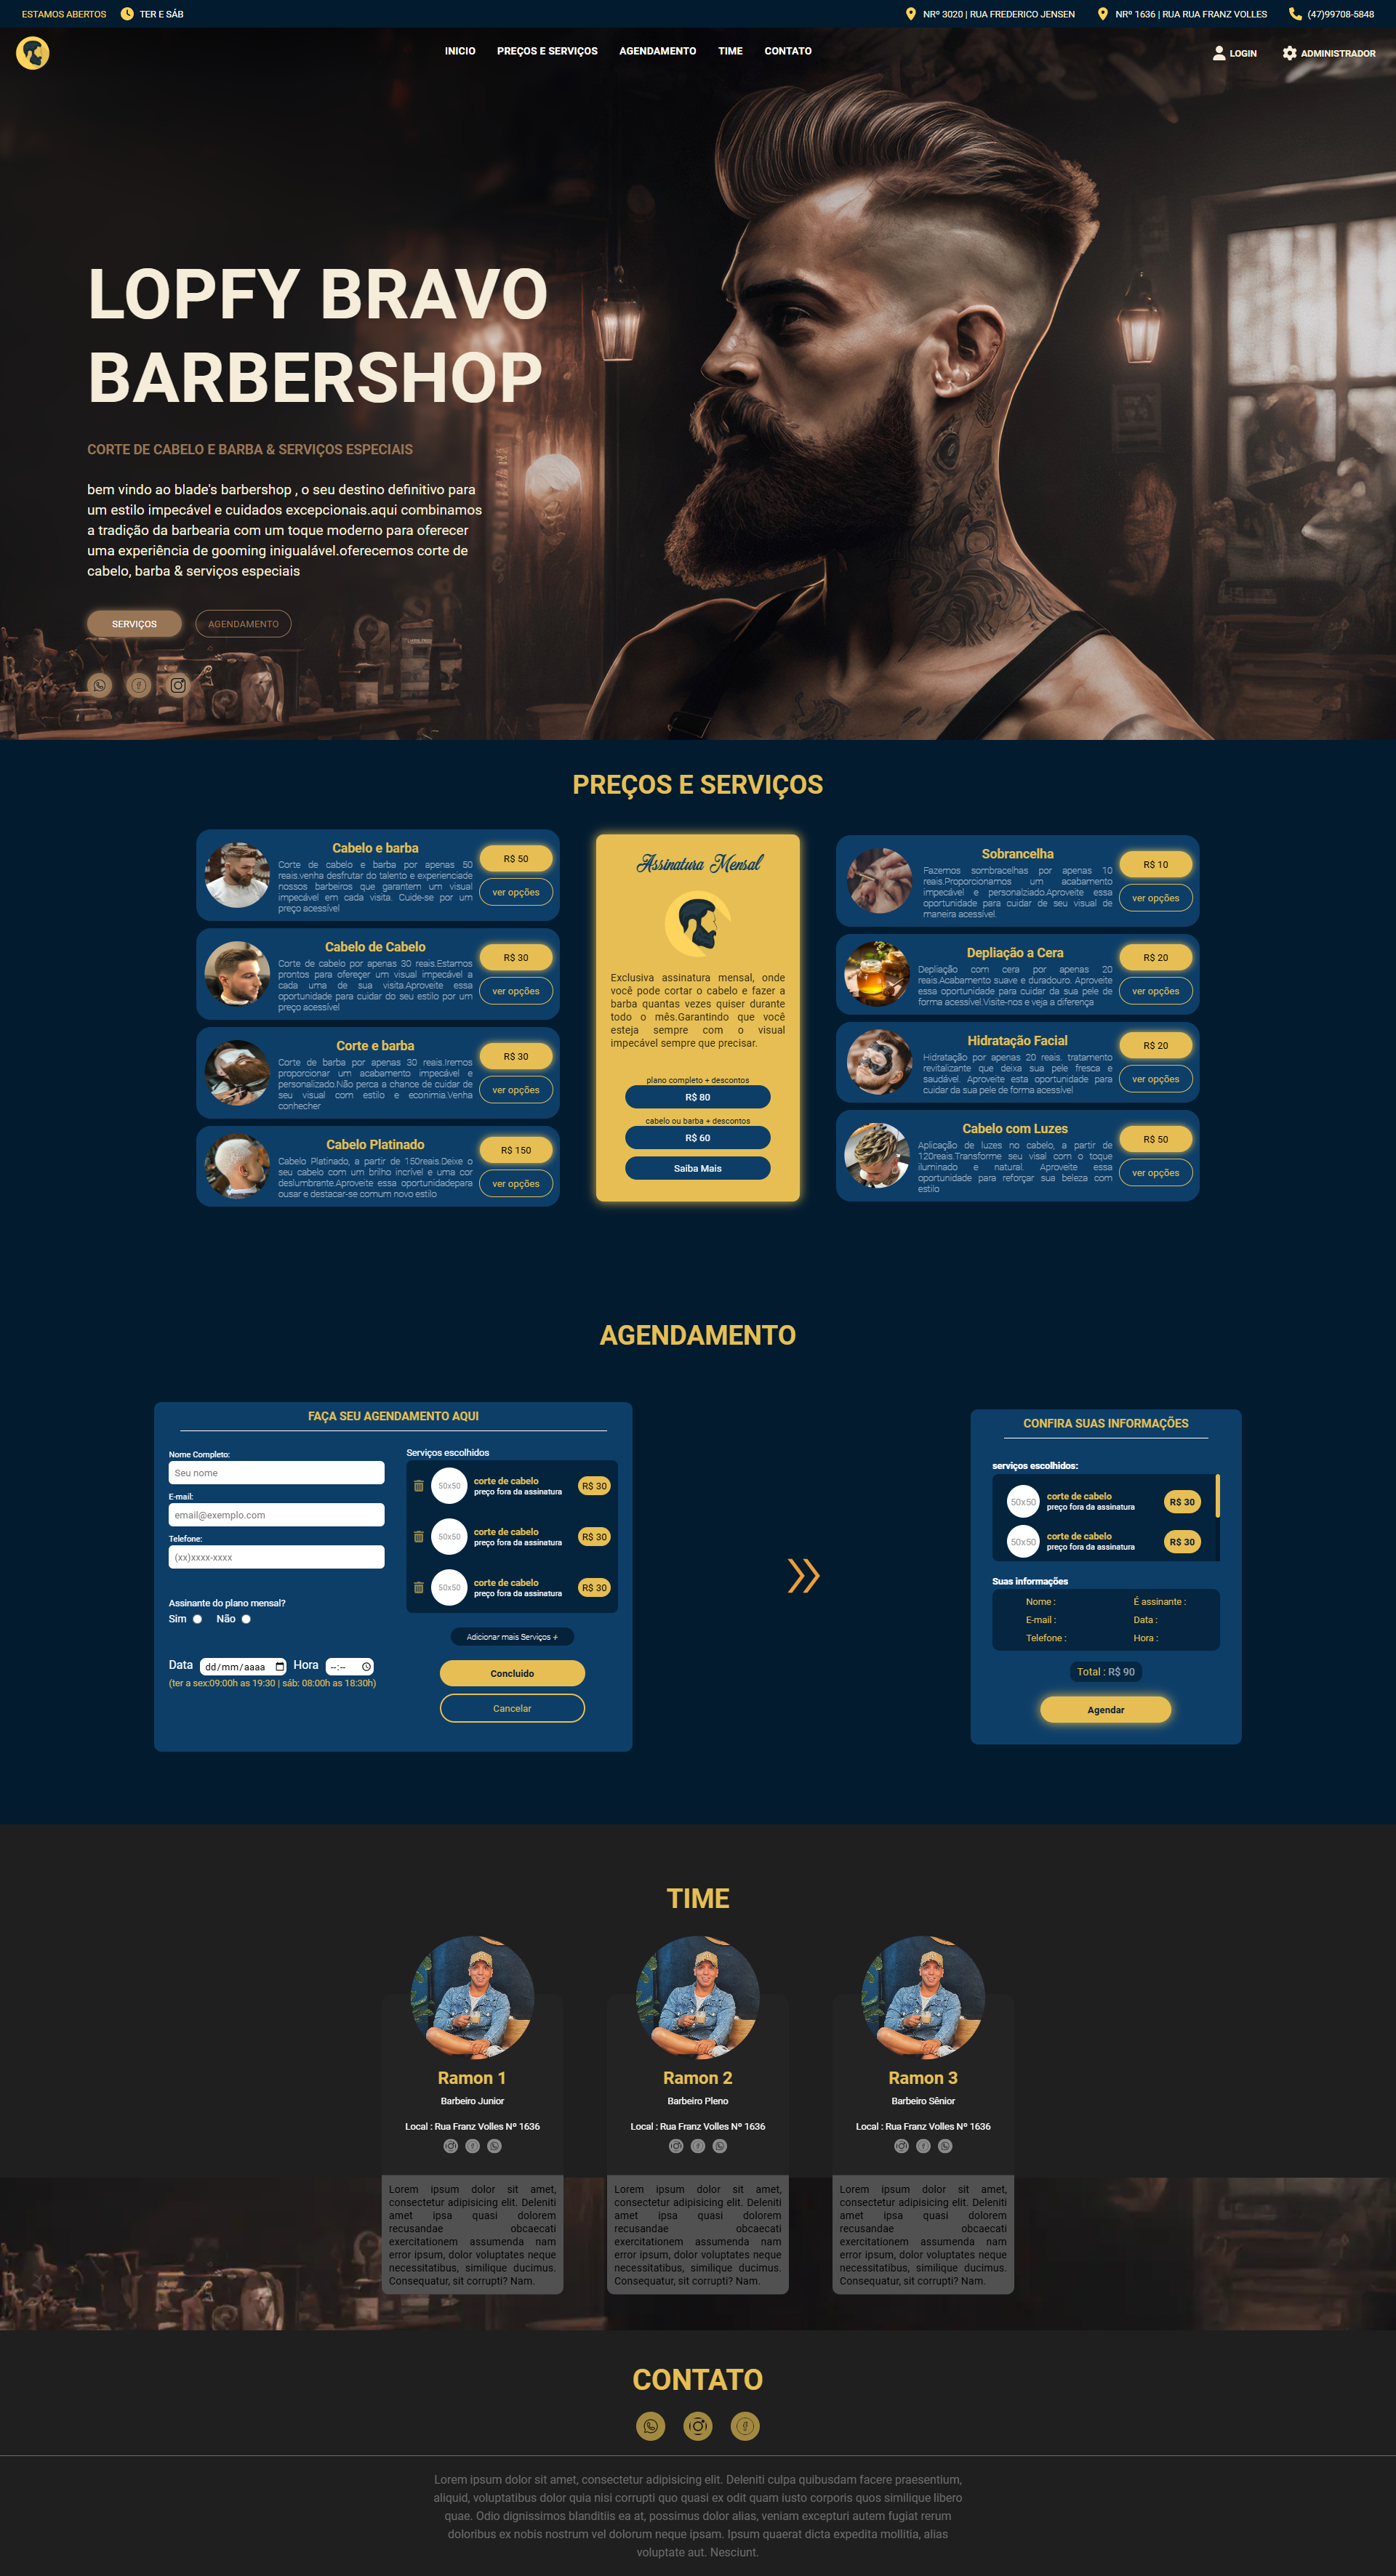 ESTAMOS ABERTOS
TER E SÁB
NRº 3020 | RUA FREDERICO JENSEN
NRº 1636 | RUA RUA FRANZ VOLLES
(47)99708-5848
INICIO
PREÇOS E SERVIÇOS
AGENDAMENTO
TIME
CONTATO
LOGIN
ADMINISTRADOR
LOPFY BRAVO
BARBERSHOP
CORTE DE CABELO E BARBA & SERVIÇOS ESPECIAIS
bem vindo ao blade's barbershop , o seu destino definitivo para
um estilo impecável e cuidados excepcionais.aqui combinamos
a tradição da barbearia com um toque moderno para oferecer
uma experiência de gooming inigualável.oferecemos corte de
cabelo, barba & serviços especiais
SERVIÇOS
AGENDAMENTO
PREÇOS E SERVIÇOS
Cabelo e barba
Corte de cabelo e barba por apenas 50
reais.venha desfrutar do talento e experienciade
nossos barbeiros que garantem um visual
impecável em cada visita. Cuide-se por um
preço acessível
R$ 50
ver opções
Cabelo de Cabelo
Corte de cabelo por apenas 30 reais.Estamos
prontos para ofereçer um visual impecável a
cada uma de sua visita.Aproveite essa
oportunidade para cuidar do seu estilo por um
preço acessível
R$ 30
ver opções
Corte e barba
Corte de barba por apenas 30 reais.Iremos
proporcionar um acabamento impecável e
personalizado.Não perca a chance de cuidar de
seu visual com estilo e econimia.Venha
conhecher
R$ 30
ver opções
Cabelo Platinado
Cabelo Platinado, a partir de 150reais.Deixe o
seu cabelo com um brilho incrível e uma cor
deslumbrante.Aproveite essa oportunidadepara
ousar e destacar-se comum novo estilo
R$ 150
ver opções
Assinatura Mensal
Exclusiva assinatura mensal, onde
você pode cortar o cabelo e fazer a
barba quantas vezes quiser durante
todo o mês.Garantindo que você
esteja sempre com o visual
impecável sempre que precisar.
plano completo + descontos
R$ 80
cabelo ou barba + descontos
R$ 60
Saiba Mais
Sobrancelha
Fazemos sombracelhas por apenas 10
reais.Proporcionamos um acabamento
impecável e personalziado.Aproveite essa
oportunidade para cuidar de seu visual de
maneira acessível.
R$ 10
ver opções
Depliação a Cera
Depliação com cera por apenas 20
reais.Acabamento suave e duradouro. Aproveite
essa oportunidade para cuidar da sua pele de
forma acessível.Visite-nos e veja a diferença
R$ 20
ver opções
Hidratação Facial
Hidratação por apenas 20 reais. tratamento
revitalizante que deixa sua pele fresca e
saudável. Aproveite esta oportunidade para
cuidar da sua pele de forma acessível
R$ 20
ver opções
Cabelo com Luzes
Aplicação de luzes no cabelo, a partir de
120reais.Transforme seu visal com o toque
iluminado e natural. Aproveite essa
oportunidade para reforçar sua beleza com
estilo
R$ 50
ver opções
AGENDAMENTO
FAÇA SEU AGENDAMENTO AQUI
Nome Completo:
Seu nome
E-mail:
email@exemplo.com
Telefone:
(xx)xxxx-xxxx
Assinante do plano mensal?
Sim Não
Data dd/mm/aaaa Hora --:--
(ter a sex:09:00h as 19:30 | sáb: 08:00h as 18:30h)
Serviços escolhidos
50x50
corte de cabelo
preço fora da assinatura
R$ 30
50x50
corte de cabelo
preço fora da assinatura
R$ 30
50x50
corte de cabelo
preço fora da assinatura
R$ 30
Adicionar mais Serviços +
Concluido
Cancelar
CONFIRA SUAS INFORMAÇÕES
serviços escolhidos:
50x50
corte de cabelo
preço fora da assinatura
R$ 30
50x50
corte de cabelo
preço fora da assinatura
R$ 30
Suas informações
Nome : É assinante :
E-mail : Data :
Telefone : Hora :
Total : R$ 90
Agendar
TIME
Ramon 1
Barbeiro Junior
Local : Rua Franz Volles Nº 1636
Lorem ipsum dolor sit amet,
consectetur adipisicing elit. Deleniti
amet ipsa quasi dolorem
recusandae obcaecati
exercitationem assumenda nam
error ipsum, dolor voluptates neque
necessitatibus, similique ducimus.
Consequatur, sit corrupti? Nam.
Ramon 2
Barbeiro Pleno
Local : Rua Franz Volles Nº 1636
Lorem ipsum dolor sit amet,
consectetur adipisicing elit. Deleniti
amet ipsa quasi dolorem
recusandae obcaecati
exercitationem assumenda nam
error ipsum, dolor voluptates neque
necessitatibus, similique ducimus.
Consequatur, sit corrupti? Nam.
Ramon 3
Barbeiro Sênior
Local : Rua Franz Volles Nº 1636
Lorem ipsum dolor sit amet,
consectetur adipisicing elit. Deleniti
amet ipsa quasi dolorem
recusandae obcaecati
exercitationem assumenda nam
error ipsum, dolor voluptates neque
necessitatibus, similique ducimus.
Consequatur, sit corrupti? Nam.
CONTATO
Lorem ipsum dolor sit amet, consectetur adipisicing elit. Deleniti culpa quibusdam facere praesentium,
aliquid, voluptatibus dolor quia nisi corrupti quo quasi ex odit quam iusto corporis quos similique libero
quae. Odio dignissimos blanditiis ea at, possimus dolor alias, veniam excepturi autem fugiat rerum
doloribus ex nobis nostrum vel dolorum neque ipsam. Ipsum quaerat dicta expedita mollitia, alias
voluptate aut. Nesciunt.